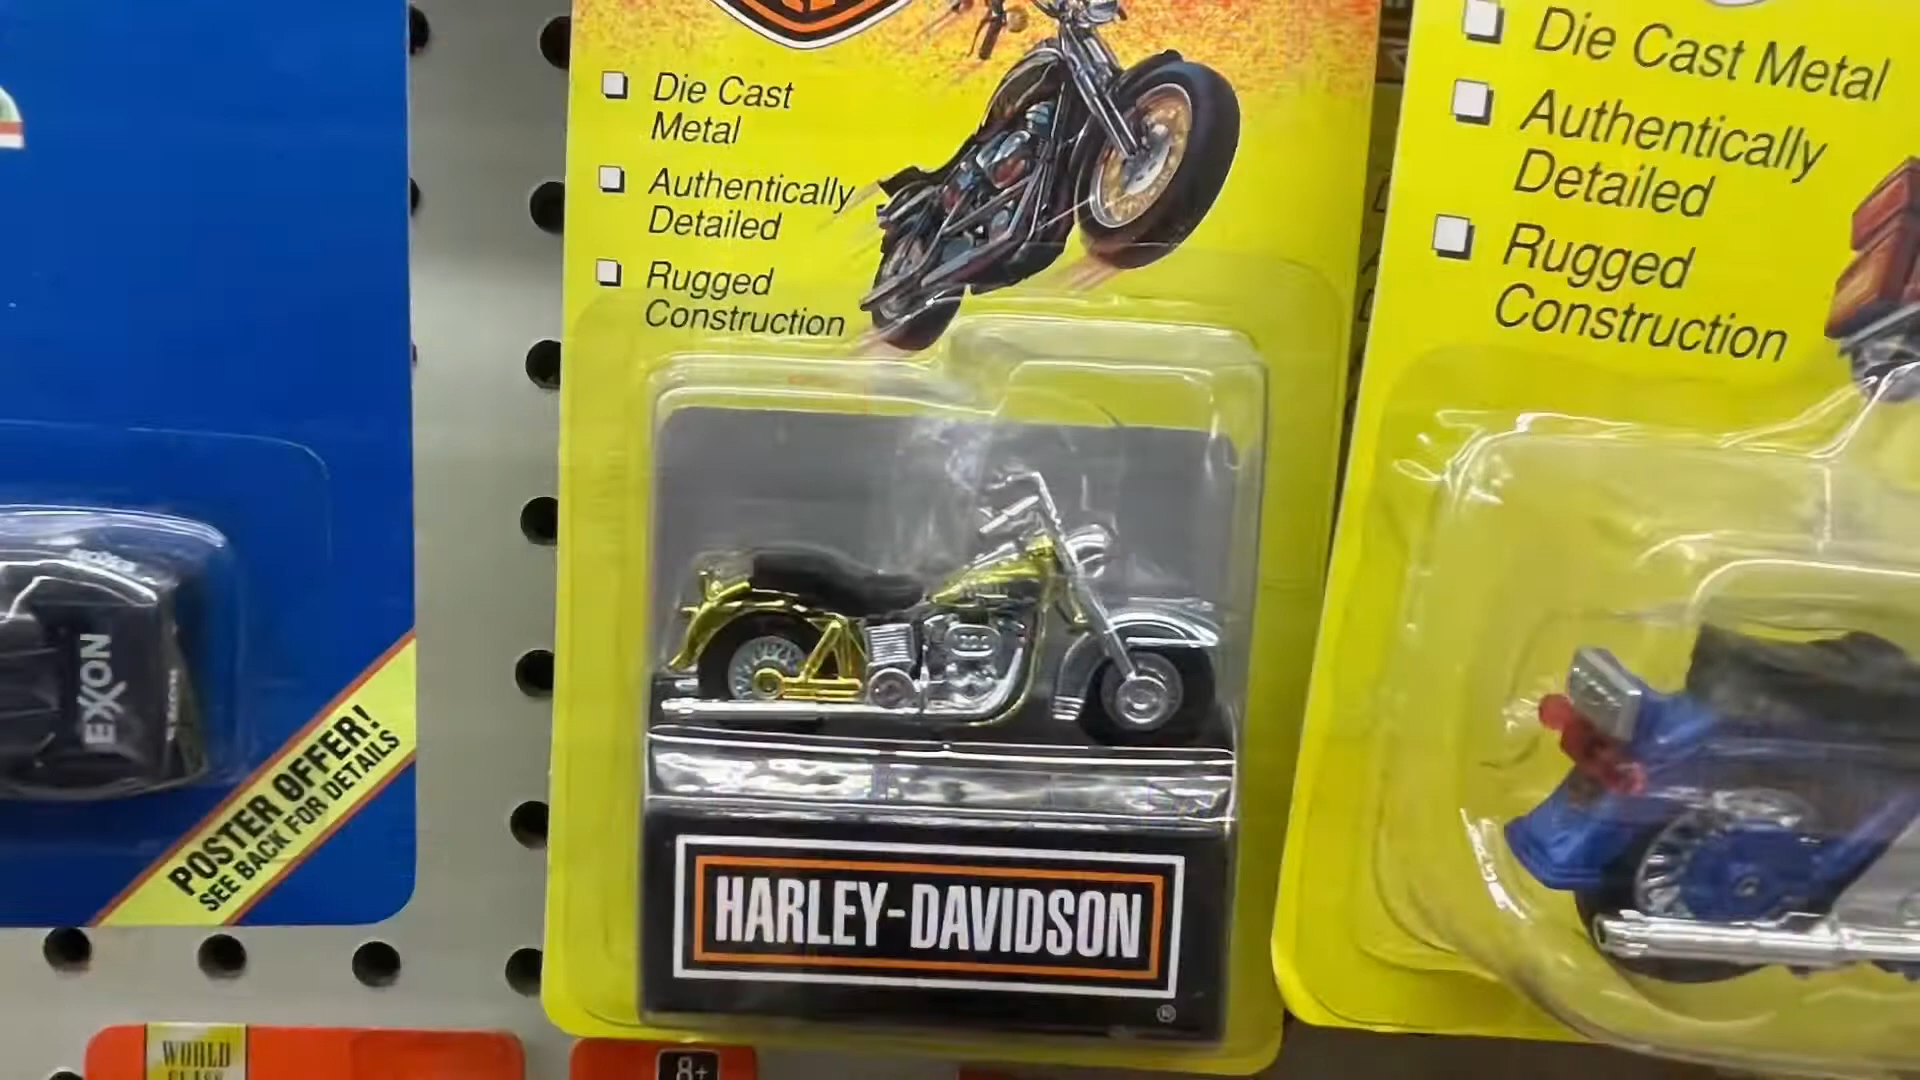 Die Cast
Metal
Authentically
Detailed
Rugged
Construction
HARLEY-DAVIDSON
®
Die Cast Metal
Authentically
Detailed
Rugged
Construction
EXXON
POSTER OFFER!
SEE BACK FOR DETAILS
WORLD
CLASS
8+